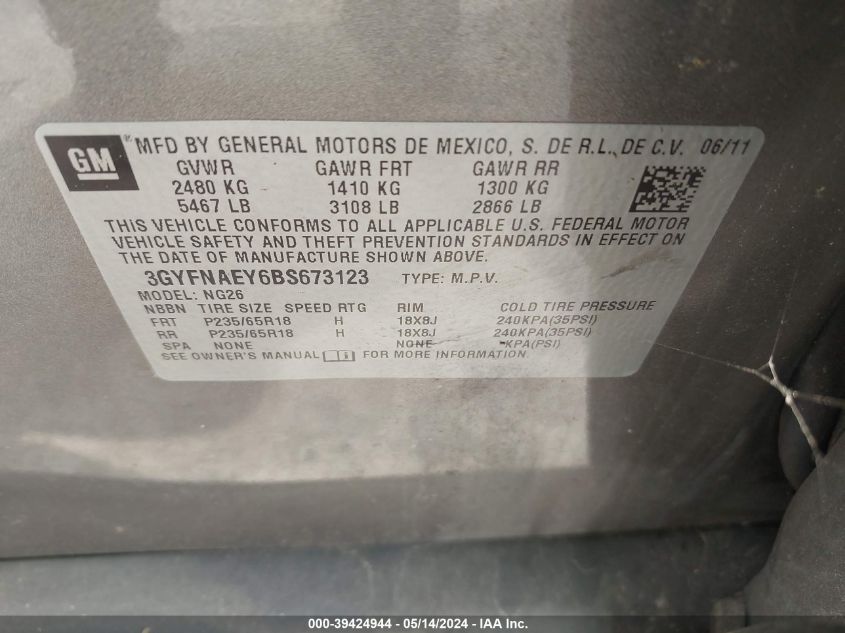 GM ® MFD BY GENERAL MOTORS DE MEXICO, S. DE R.L. DE C.V. 06/11
GVWR GAWR FRT GAWR RR
2480 KG 1410 KG 1300 KG
5467 LB 3108 LB 2866 LB
THIS VEHICLE CONFORMS TO ALL APPLICABLE U.S. FEDERAL MOTOR
VEHICLE SAFETY AND THEFT PREVENTION STANDARDS IN EFFECT ON
THE DATE OF MANUFACTURE SHOWN ABOVE.
3GYFNAEY6BS673123 TYPE: M.P.V.
MODEL: NG26
NBBN TIRE SIZE SPEED RTG RIM COLD TIRE PRESSURE
FRT P235/65R18 H 18X8J 240KPA(35PSI)
RR P235/65R18 H 18X8J 240KPA(35PSI)
SPA NONE NONE KPA(PSI)
SEE OWNER'S MANUAL FOR MORE INFORMATION.
000-39424944 - 05/14/2024 - IAA Inc.